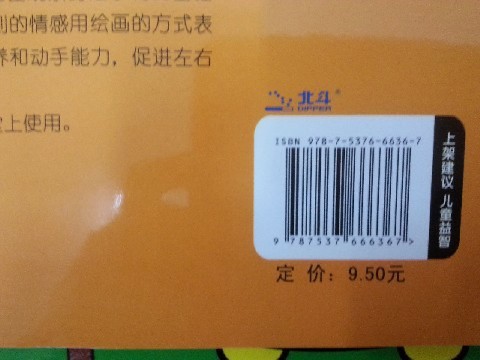 的情感用绘画的方式表
养和动手能力，促进左右
上使用。
北斗®
DIPPER
ISBN 978-7-5376-6636-7
9 787537 666367>
上架建议 儿童益智
定 价：9.50元